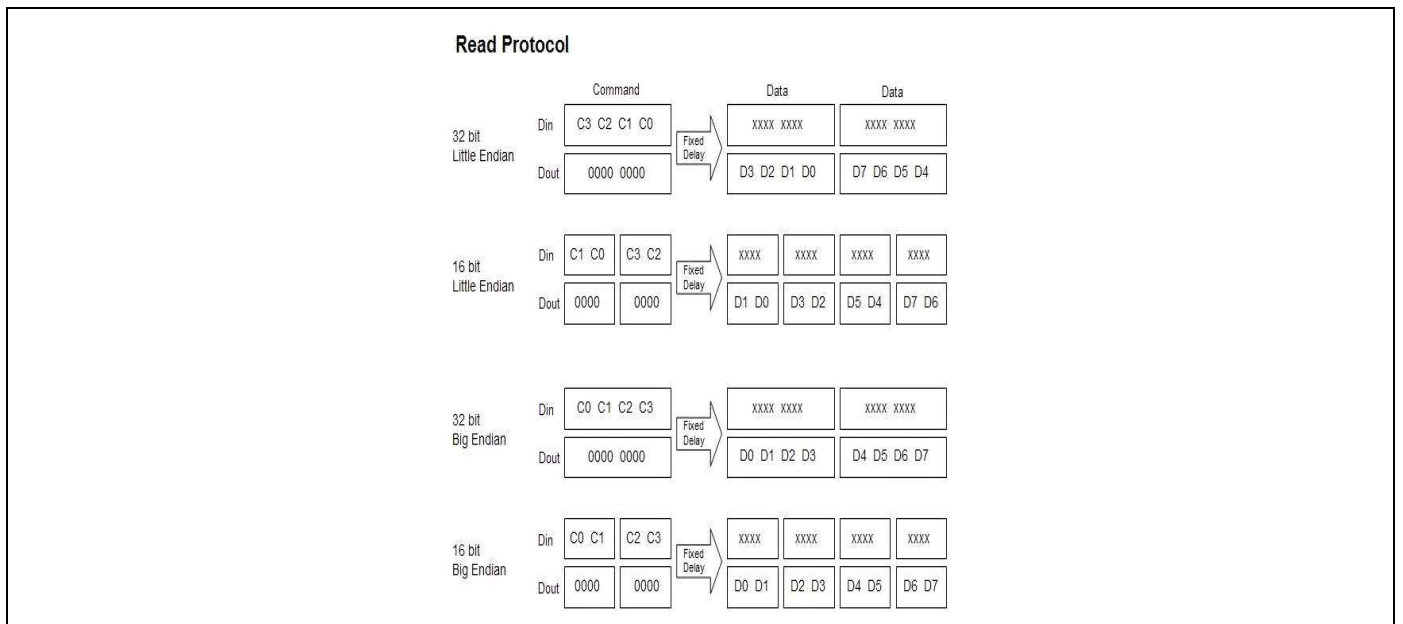 Read Protocol
Command Data Data
32 bit
Little Endian
Din C3 C2 C1 C0 xxxx xxxx xxxx xxxx
Fixed
Delay
Dout 0000 0000 D3 D2 D1 D0 D7 D6 D5 D4
16 bit
Little Endian
Din C1 C0 C3 C2 xxxx xxxx xxxx xxxx
Fixed
Delay
Dout 0000 0000 D1 D0 D3 D2 D5 D4 D7 D6
32 bit
Big Endian
Din C0 C1 C2 C3 xxxx xxxx xxxx xxxx
Fixed
Delay
Dout 0000 0000 D0 D1 D2 D3 D4 D5 D6 D7
16 bit
Big Endian
Din C0 C1 C2 C3 xxxx xxxx xxxx xxxx
Fixed
Delay
Dout 0000 0000 D0 D1 D2 D3 D4 D5 D6 D7